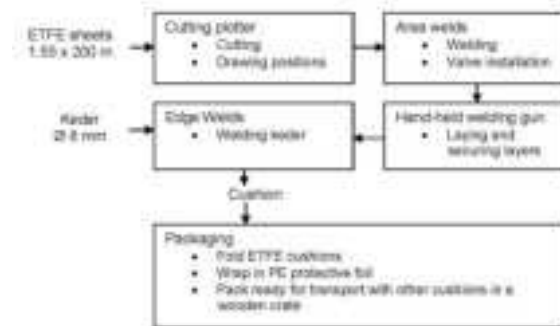 ETFE sheets
1.55 x 200 m
Cutting plotter
• Cutting
• Drawing positions
Area welds
• Welding
• Valve installation
Keder
Ø 8 mm
Edge Welds
• Welding keder
Hand-held welding gun
• Laying and
securing layers
Cushion
Packaging
• Fold ETFE cushions
• Wrap in PE protective foil
• Pack ready for transport with other cushions in a
wooden crate